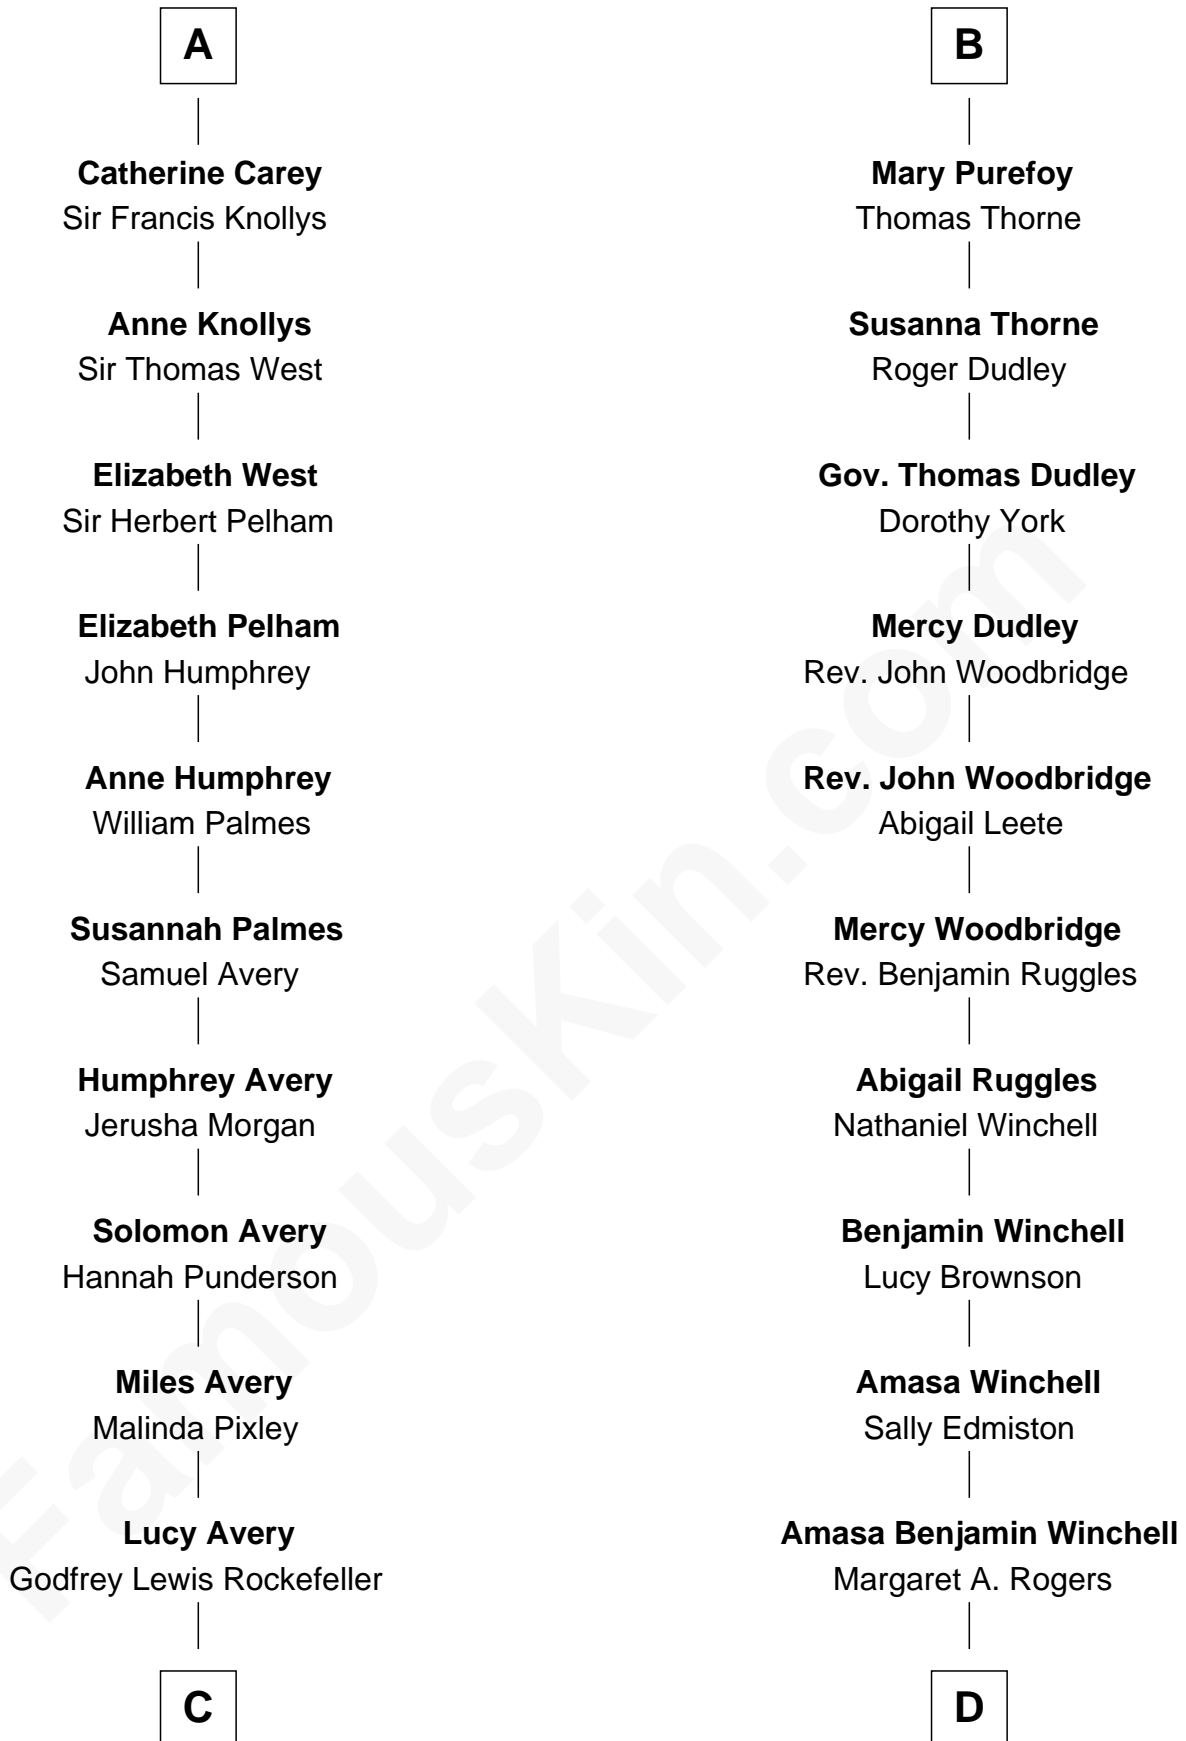 A
Catherine Carey
Sir Francis Knollys
Anne Knollys
Sir Thomas West
Elizabeth West
Sir Herbert Pelham
Elizabeth Pelham
John Humphrey
Anne Humphrey
William Palmes
Susannah Palmes
Samuel Avery
Humphrey Avery
Jerusha Morgan
Solomon Avery
Hannah Punderson
Miles Avery
Malinda Pixley
Lucy Avery
Godfrey Lewis Rockefeller
C
B
Mary Purefoy
Thomas Thorne
Susanna Thorne
Roger Dudley
Gov. Thomas Dudley
Dorothy York
Mercy Dudley
Rev. John Woodbridge
Rev. John Woodbridge
Abigail Leete
Mercy Woodbridge
Rev. Benjamin Ruggles
Abigail Ruggles
Nathaniel Winchell
Benjamin Winchell
Lucy Brownson
Amasa Winchell
Sally Edmiston
Amasa Benjamin Winchell
Margaret A. Rogers
D
FamousKin.com